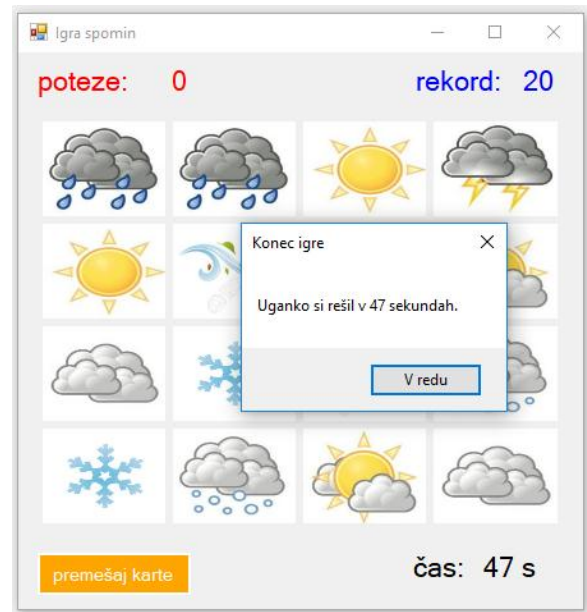 Igra spomin
poteze: 0 rekord: 20
Konec igre
Uganko si rešil v 47 sekundah.
V redu
premešaj karte
čas: 47 s